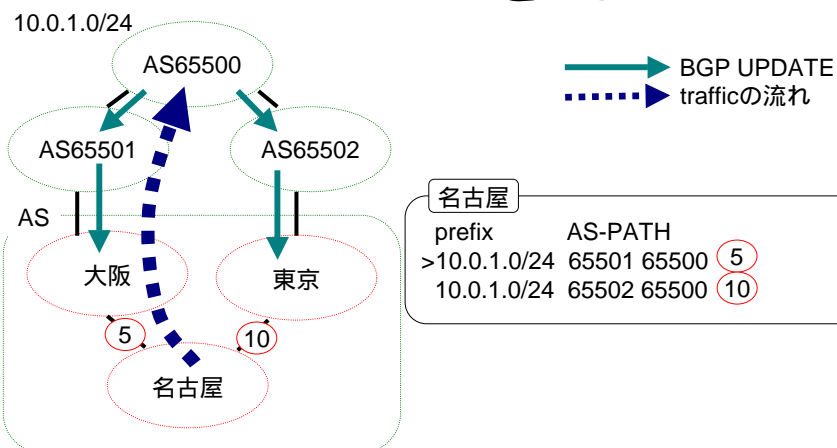 10.0.1.0/24
AS65500
BGP UPDATE
trafficの流れ
AS65501
AS65502
AS
大阪
東京
5
10
名古屋
名古屋
prefix AS-PATH
>10.0.1.0/24 65501 65500 5
10.0.1.0/24 65502 65500 10